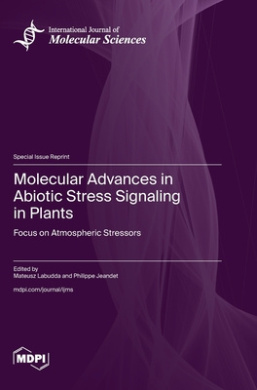 International Journal of
Molecular Sciences
Special Issue Reprint
Molecular Advances in
Abiotic Stress Signaling
in Plants
Focus on Atmospheric Stressors
Edited by
Mateusz Labudda and Philippe Jeandet
mdpi.com/journal/ijms
MDPI